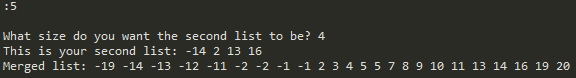 :5
What size do you want the second list to be? 4
This is your second list: -14 2 13 16
Merged list: -19 -14 -13 -12 -11 -2 -2 -1 -1 2 3 4 5 5 7 8 9 10 11 13 14 16 19 20